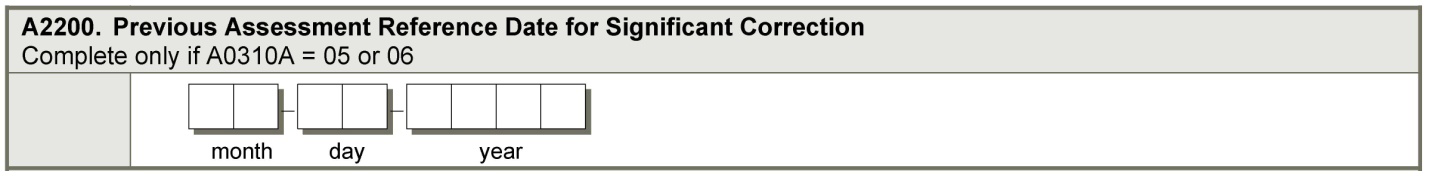 A2200. Previous Assessment Reference Date for Significant Correction
Complete only if A0310A = 05 or 06
month day year